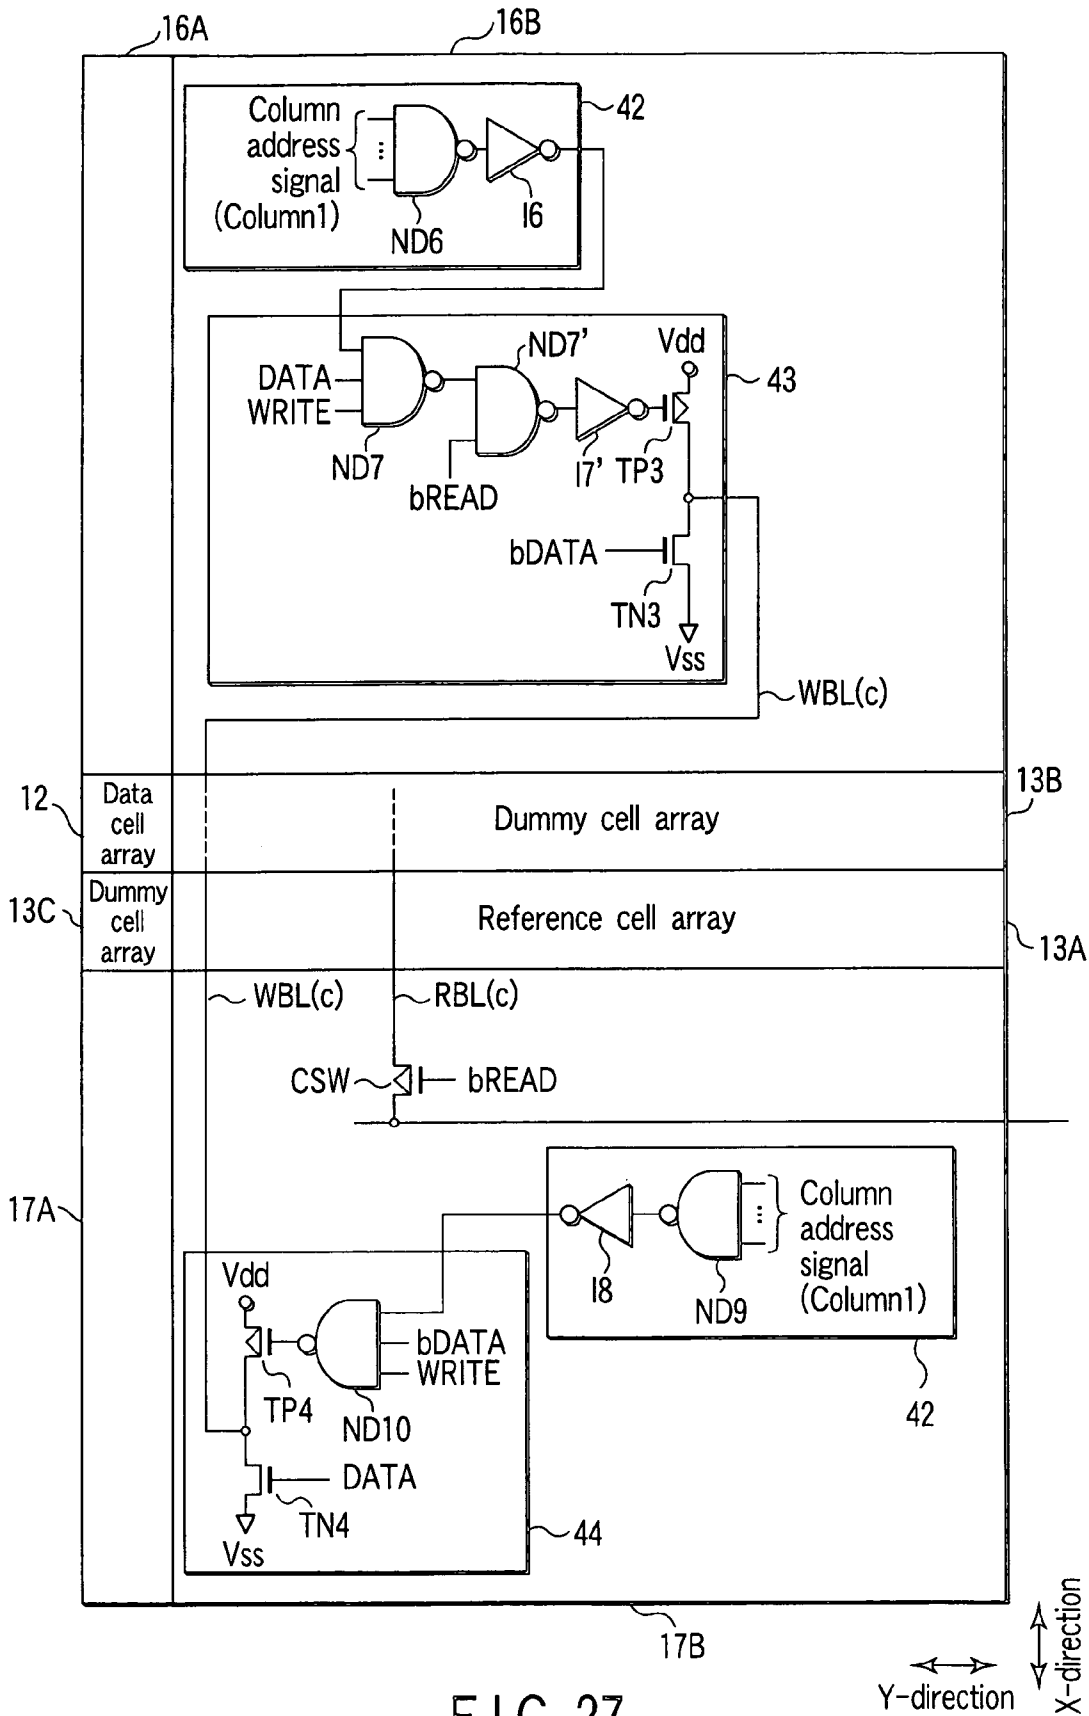 16A
16B
Column
address
signal
(Column1)
ND6
I6
42
DATA
WRITE
ND7
bREAD
ND7'
I7'
TP3
Vdd
43
bDATA
TN3
Vss
WBL(c)
12
Data
cell
array
Dummy cell array
13B
13C
Dummy
cell
array
Reference cell array
13A
WBL(c)
RBL(c)
CSW
bREAD
17A
I8
ND9
Column
address
signal
(Column1)
42
Vdd
TP4
ND10
bDATA
WRITE
DATA
TN4
Vss
44
17B
X-direction
Y-direction
FIG. 27